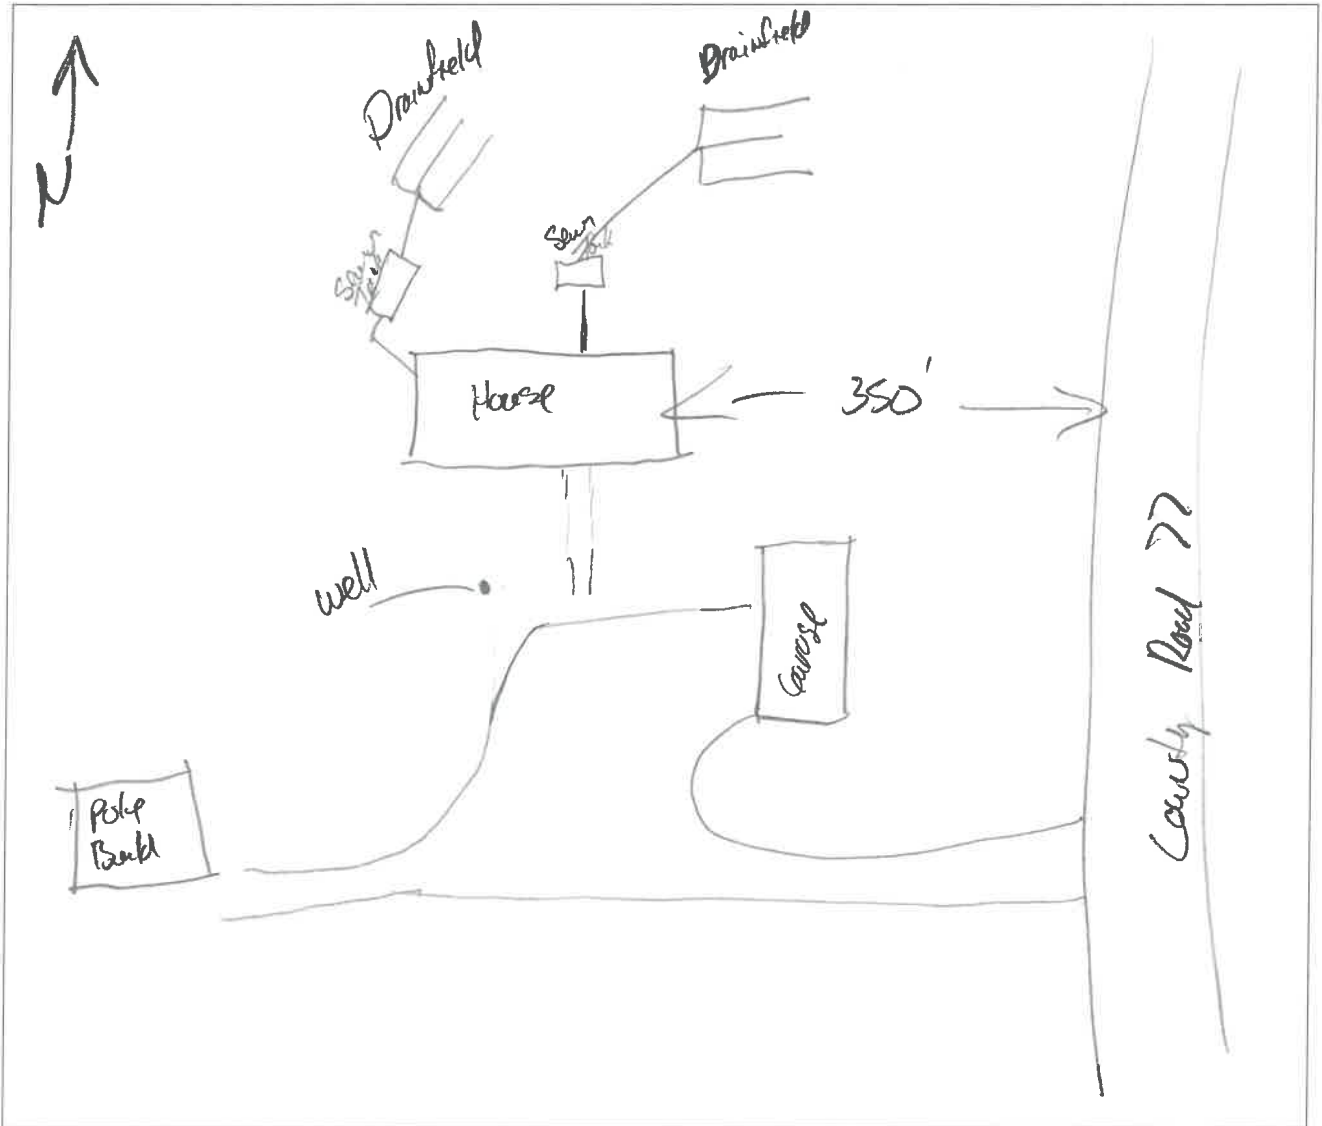 N
Drainfield
Drainfield
Sewer
Tank
Sewer
Tank
House
350'
well
Garage
County Road 77
Pole
Build